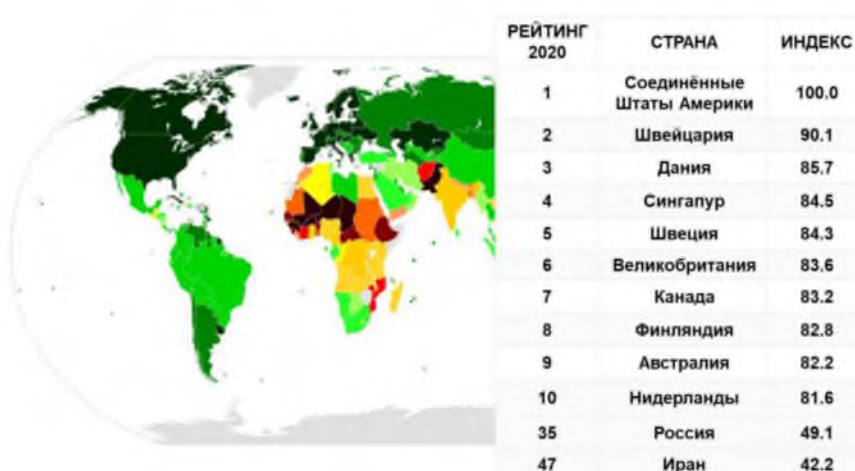 РЕЙТИНГ 2020 СТРАНА ИНДЕКС
1 Соединённые Штаты Америки 100.0
2 Швейцария 90.1
3 Дания 85.7
4 Сингапур 84.5
5 Швеция 84.3
6 Великобритания 83.6
7 Канада 83.2
8 Финляндия 82.8
9 Австралия 82.2
10 Нидерланды 81.6
35 Россия 49.1
47 Иран 42.2